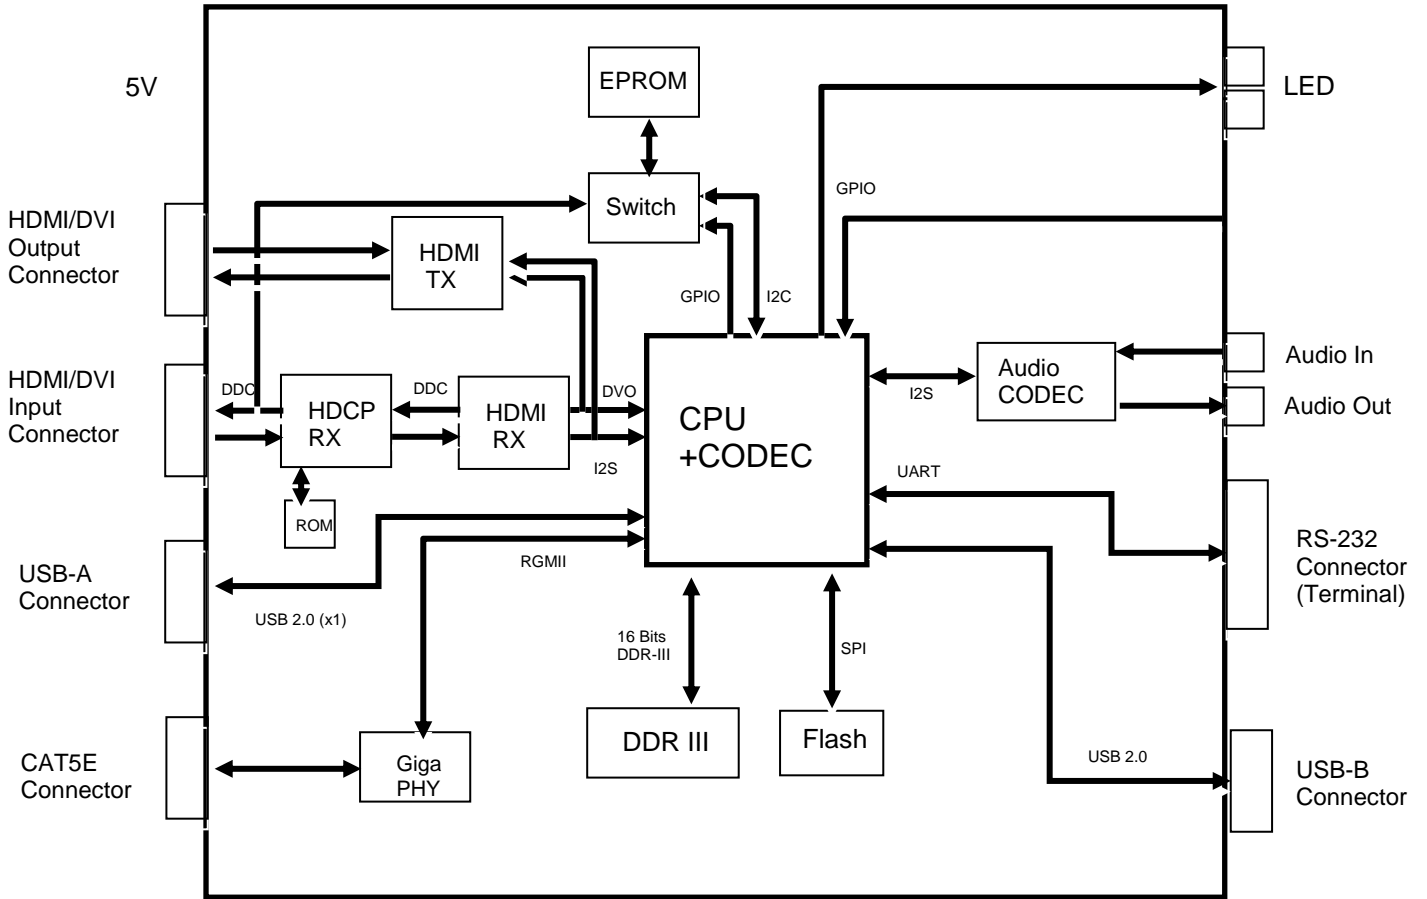 5V
EPROM
LED
Switch
GPIO
HDMI/DVI
Output
Connector
HDMI
TX
GPIO
I2C
HDMI/DVI
Input
Connector
DDC
HDCP
RX
DDC
HDMI
RX
DVO
I2S
CPU
+CODEC
I2S
Audio
CODEC
Audio In
Audio Out
ROM
UART
RS-232
Connector
(Terminal)
USB-A
Connector
USB 2.0 (x1)
RGMII
16 Bits
DDR-III
SPI
DDR III
Flash
CAT5E
Connector
Giga
PHY
USB 2.0
USB-B
Connector